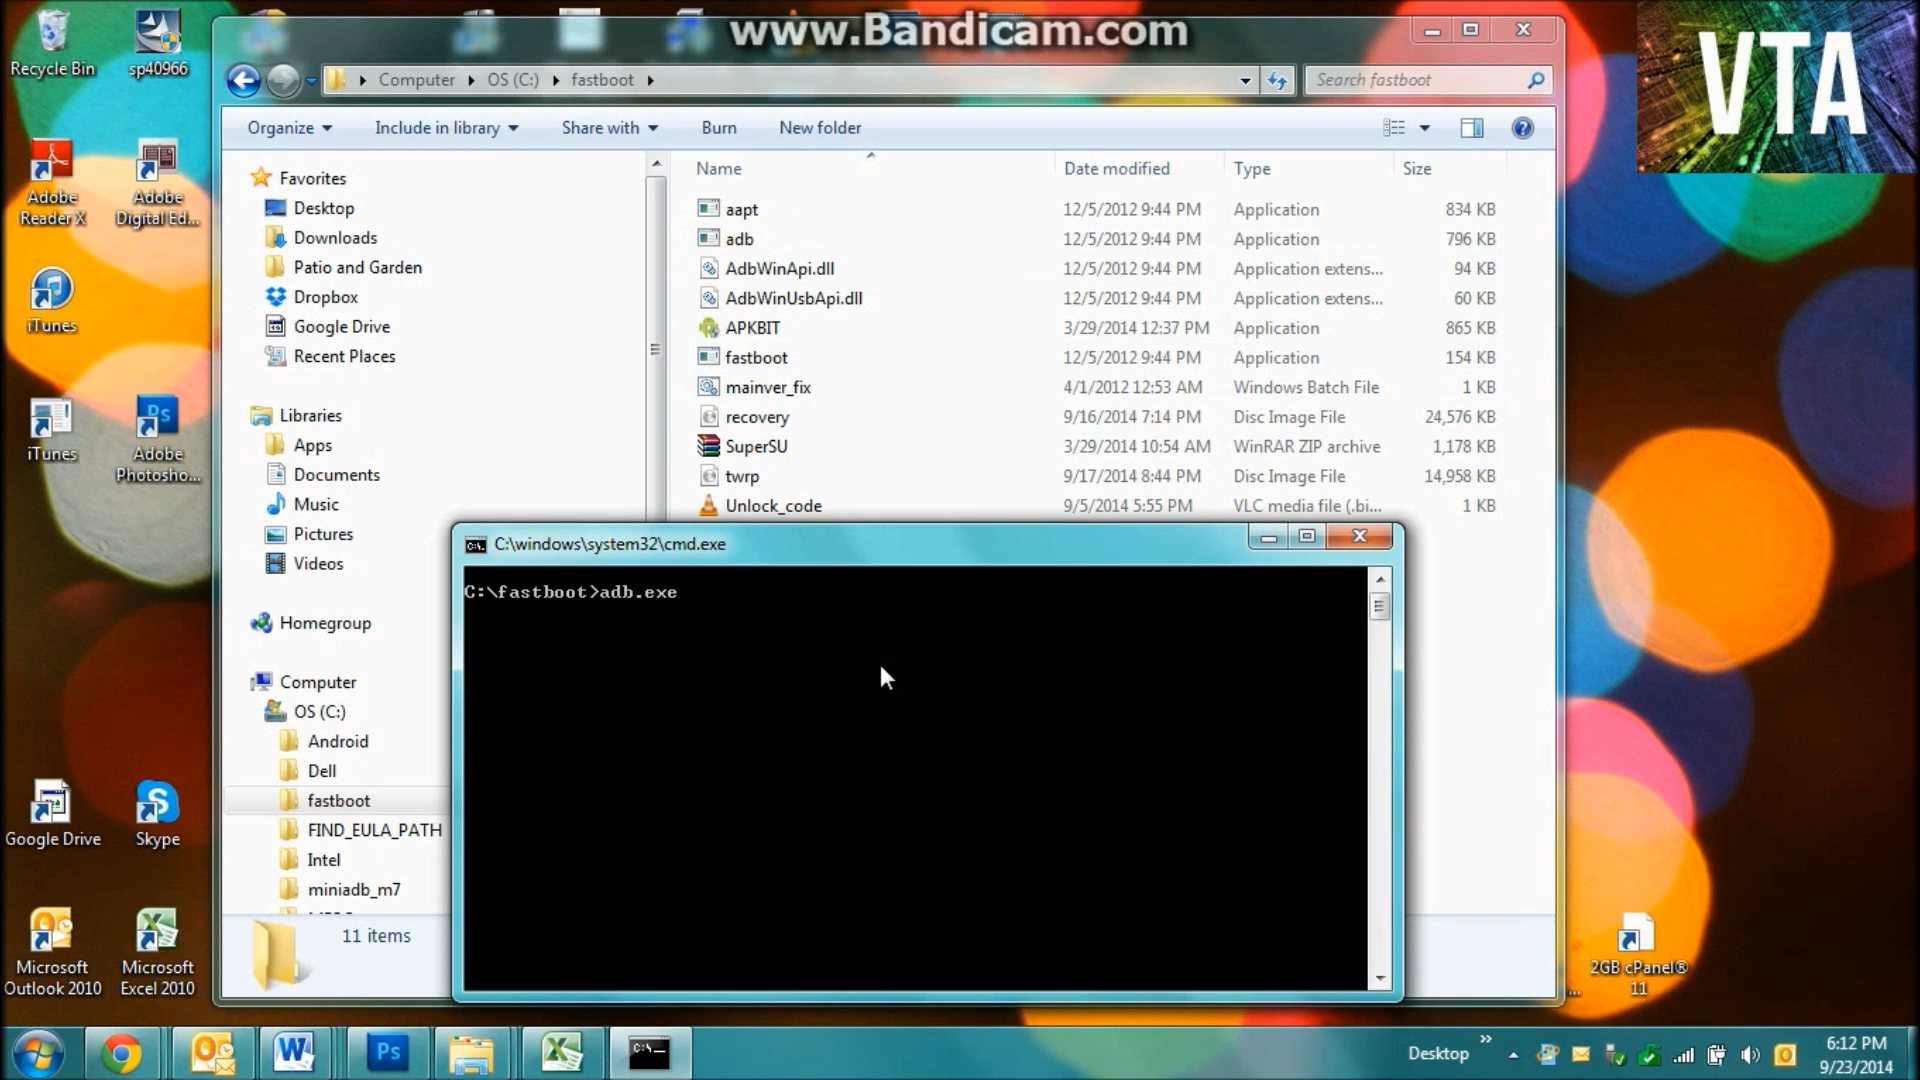 www.Bandicam.com
VTA
Recycle Bin
sp40966
Adobe
Reader X
Adobe
Digital Ed...
iTunes
iTunes
Adobe
Photosho...
Google Drive
Skype
Microsoft
Outlook 2010
Microsoft
Excel 2010
Computer
OS (C:)
fastboot
Search fastboot
Organize
Include in library
Share with
Burn
New folder
Favorites
Desktop
Downloads
Patio and Garden
Dropbox
Google Drive
Recent Places
Libraries
Apps
Documents
Music
Pictures
Videos
Homegroup
Computer
OS (C:)
Android
Dell
fastboot
FIND_EULA_PATH
Intel
miniadb_m7
11 items
Name Date modified Type Size
aapt 12/5/2012 9:44 PM Application 834 KB
adb 12/5/2012 9:44 PM Application 796 KB
AdbWinApi.dll 12/5/2012 9:44 PM Application extens... 94 KB
AdbWinUsbApi.dll 12/5/2012 9:44 PM Application extens... 60 KB
APKBIT 3/29/2014 12:37 PM Application 865 KB
fastboot 12/5/2012 9:44 PM Application 154 KB
mainver_fix 4/1/2012 12:53 AM Windows Batch File 1 KB
recovery 9/16/2014 7:14 PM Disc Image File 24,576 KB
SuperSU 3/29/2014 10:54 AM WinRAR ZIP archive 1,178 KB
twrp 9/17/2014 8:44 PM Disc Image File 14,958 KB
Unlock_code 9/5/2014 5:55 PM VLC media file (.bi... 1 KB
C:\windows\system32\cmd.exe
C:\fastboot>adb.exe
2GB cPanel®
... 11
Desktop
6:12 PM
9/23/2014